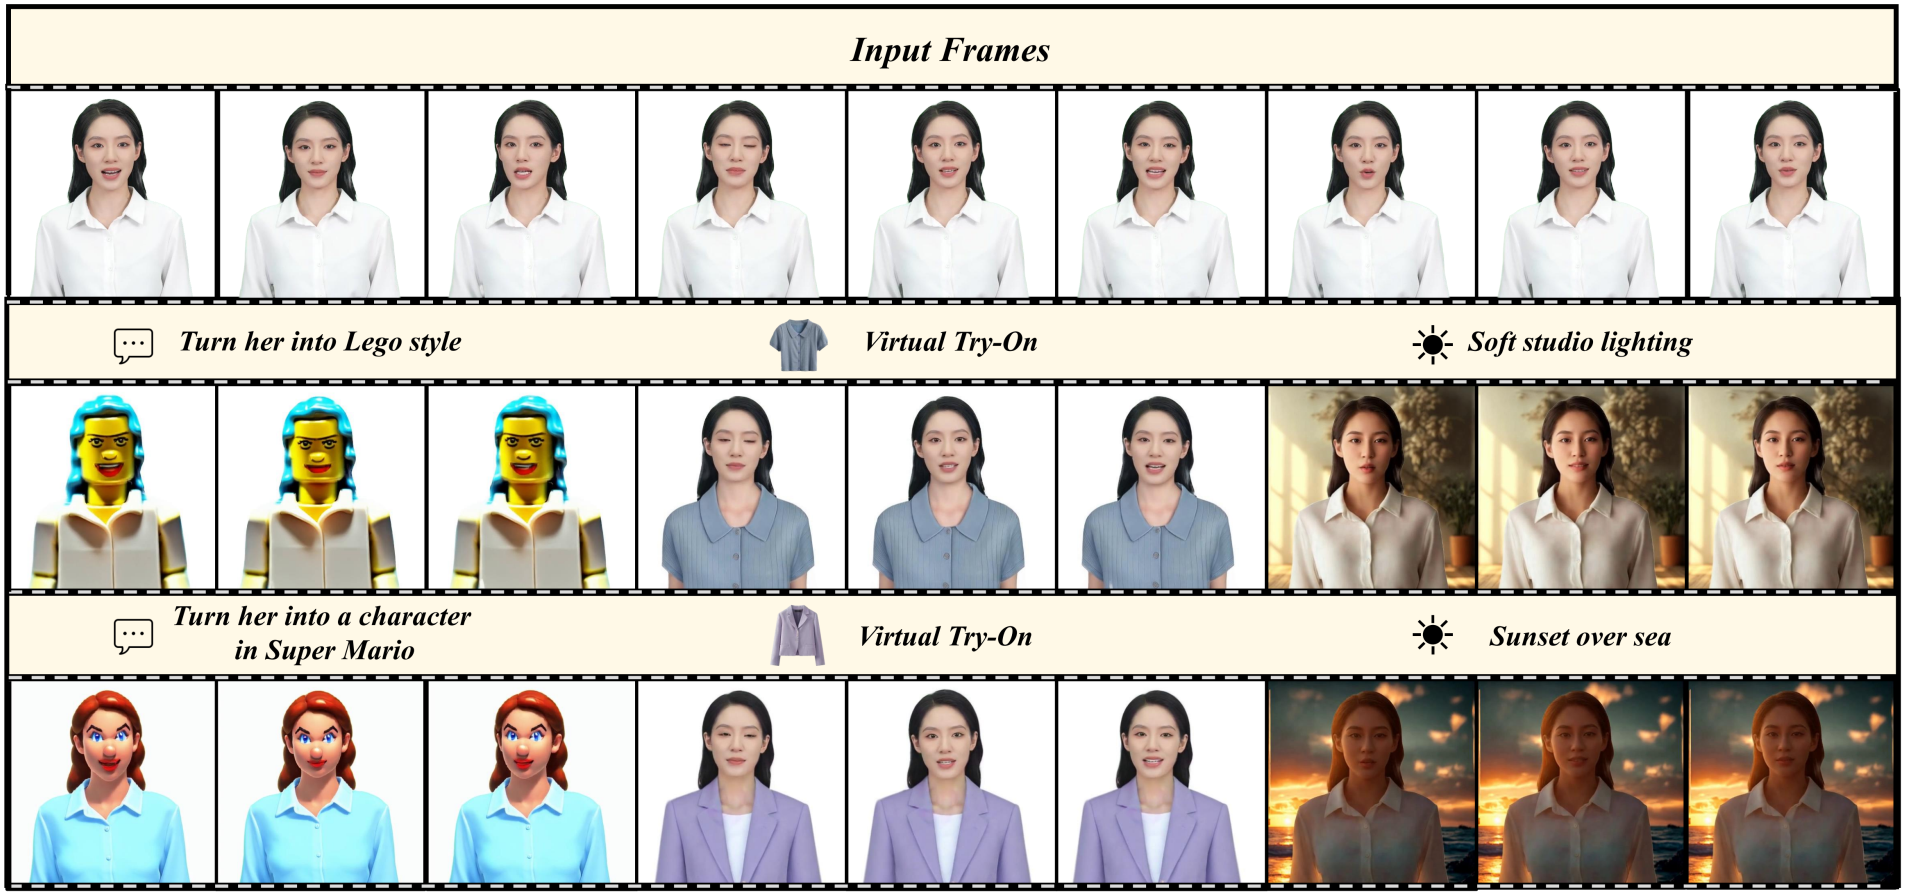 Input Frames
Turn her into Lego style
Virtual Try-On
Soft studio lighting
Turn her into a character
in Super Mario
Virtual Try-On
Sunset over sea